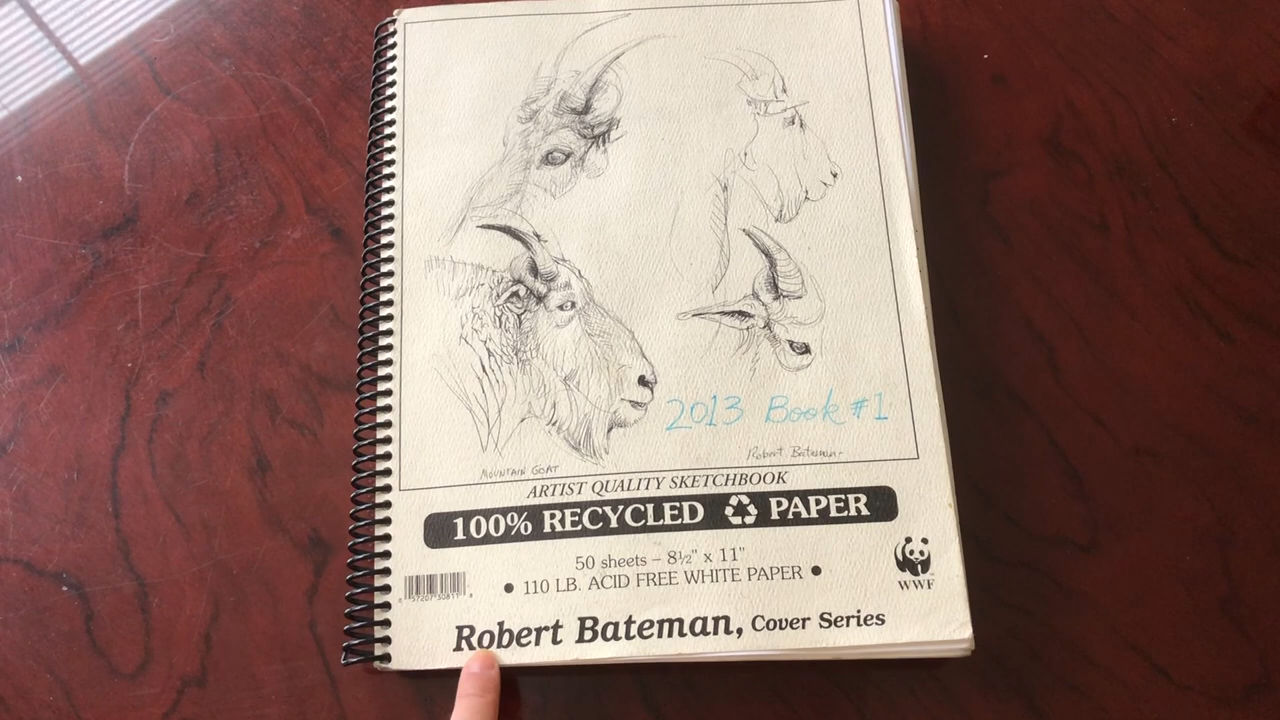 2013 Book #1
Robert Bateman
MOUNTAIN GOAT
ARTIST QUALITY SKETCHBOOK
100% RECYCLED PAPER
50 sheets – 8½" x 11"
• 110 LB. ACID FREE WHITE PAPER •
WWF
Robert Bateman, Cover Series